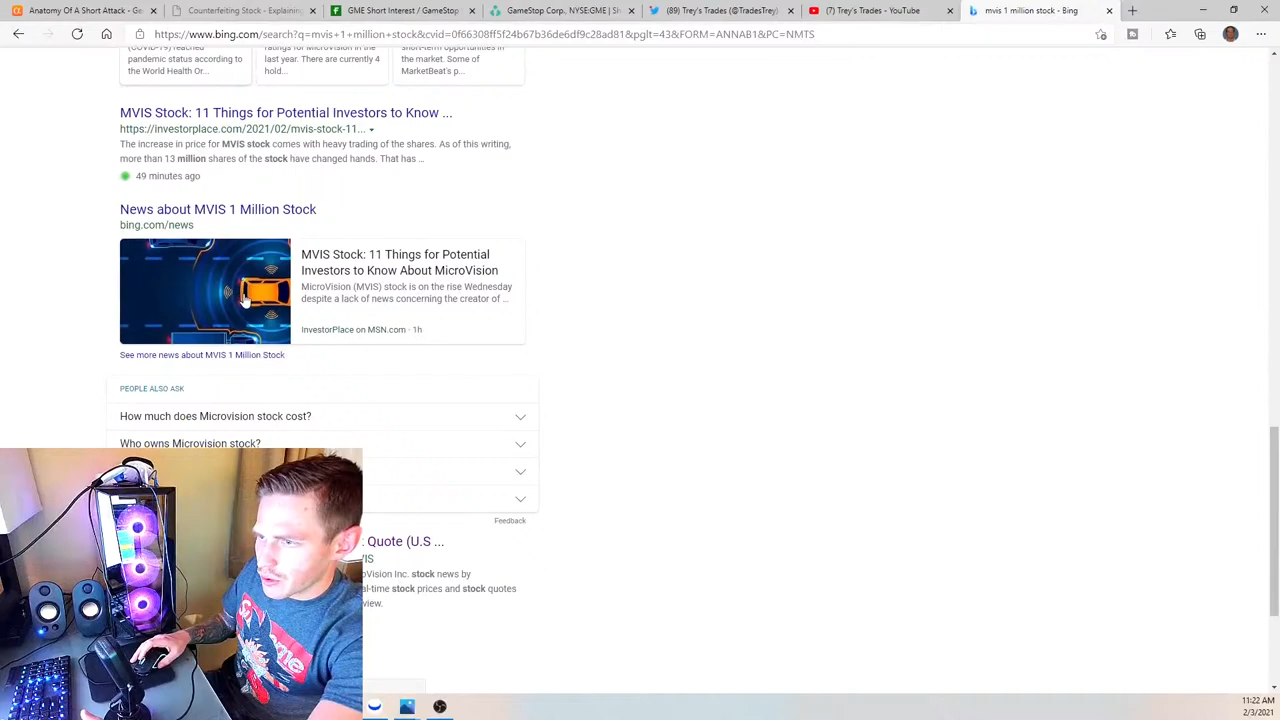 Anatomy Of A Short Attack -
Counterfeiting Stock
GME Short Interest / GameStop
GameStop Corp. NYSE:GME | Sh
(89) Trey's Trades (@TradesTrey)
(7) Trey's Trades - YouTube
mvis 1 million stock - Bing
https://www.bing.com/search?q=mvis+1+million+stock&cvid=0f66308ff5f24b67b36de6df9c28ad81&pglt=43&FORM=ANNAB1&PC=NMTS
(COVID-19) reached
pandemic status according to
the World Health Or...
ratings for MicroVision in the
last year. There are currently 4
hold...
short-term opportunities in
the market. Some of
MarketBeat's p...
MVIS Stock: 11 Things for Potential Investors to Know ...
https://investorplace.com/2021/02/mvis-stock-11...
The increase in price for MVIS stock comes with heavy trading of the shares. As of this writing,
more than 13 million shares of the stock have changed hands. That has …
49 minutes ago
News about MVIS 1 Million Stock
bing.com/news
MVIS Stock: 11 Things for Potential
Investors to Know About MicroVision
MicroVision (MVIS) stock is on the rise Wednesday
despite a lack of news concerning the creator of …
InvestorPlace on MSN.com · 1h
See more news about MVIS 1 Million Stock
PEOPLE ALSO ASK
How much does Microvision stock cost?
Who owns Microvision stock?
Feedback
Quote (U.S ...
VIS
oVision Inc. stock news by
al-time stock prices and stock quotes
view.
11:22 AM
2/3/2021